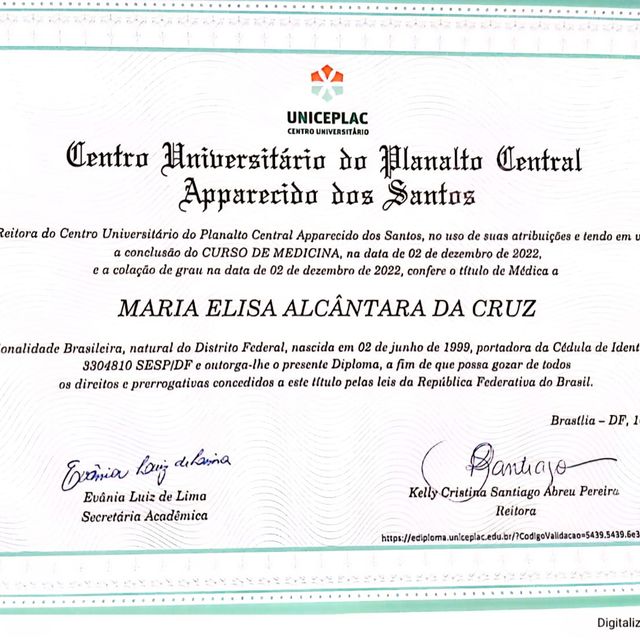 UNICEPLAC
CENTRO UNIVERSITÁRIO
Centro Universitário do Planalto Central
Apparecido dos Santos
Reitora do Centro Universitário do Planalto Central Apparecido dos Santos, no uso de suas atribuições e tendo em
a conclusão do CURSO DE MEDICINA, na data de 02 de dezembro de 2022,
e a colação de grau na data de 02 de dezembro de 2022, confere o título de Médica a
MARIA ELISA ALCÂNTARA DA CRUZ
onalidade Brasileira, natural do Distrito Federal, nascida em 02 de junho de 1999, portadora da Cédula de Ident
3304810 SESP/DF e outorga-lhe o presente Diploma, a fim de que possa gozar de todos
os direitos e prerrogativas concedidos a este título pelas leis da República Federativa do Brasil.
Brasília – DF, 1
Evânia Luiz de Lima
Santiago
Evânia Luiz de Lima
Kelly Cristina Santiago Abreu Pereira
Secretária Acadêmica
Reitora
https://ediploma.uniceplac.edu.br/?CodigoValidacao=5439.5439.6e3
Digitaliz